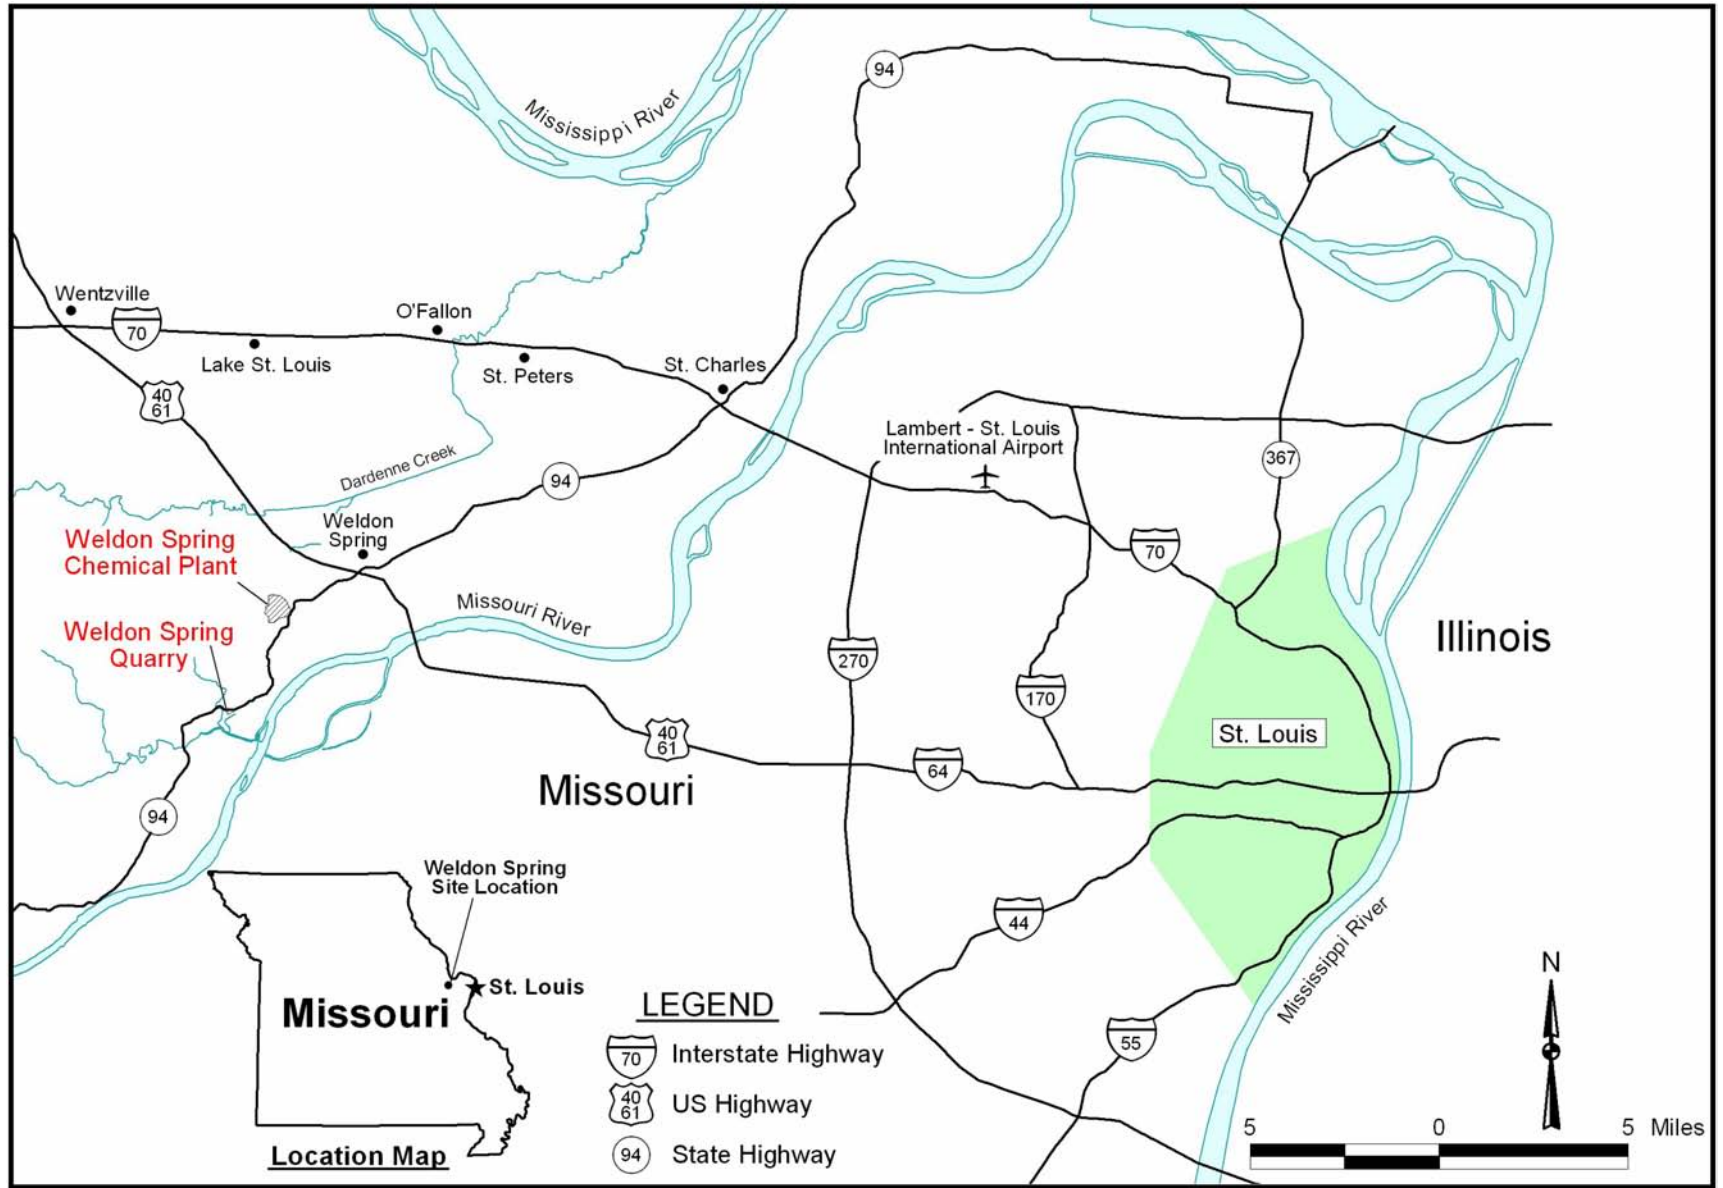 94
Mississippi River
Wentzville
70
O'Fallon
Lake St. Louis
St. Peters
St. Charles
40
61
Lambert - St. Louis
International Airport
367
Dardenne Creek
94
Weldon
Spring
Weldon Spring
Chemical Plant
70
Missouri River
Weldon Spring
Quarry
Illinois
270
170
St. Louis
40
61
64
Missouri
94
Weldon Spring
Site Location
44
Mississippi River
N
St. Louis
Missouri
LEGEND
70
Interstate Highway
55
40
61
US Highway
94
State Highway
Location Map
5
0
5
Miles